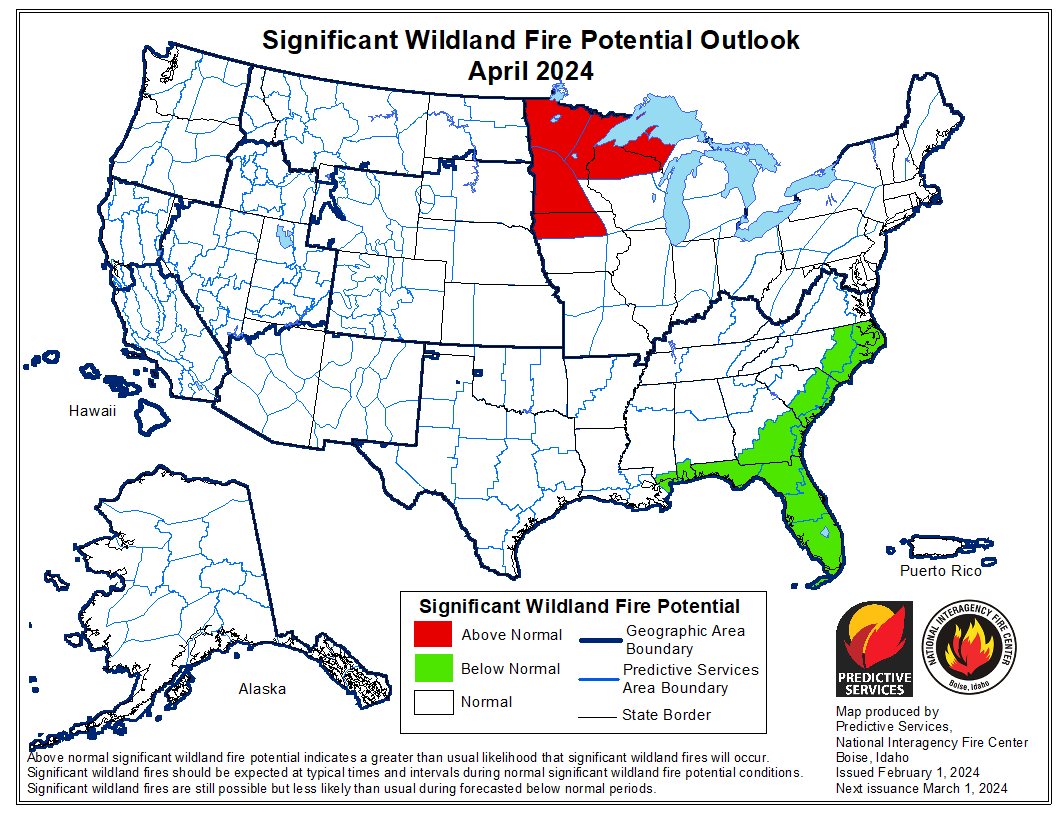 Significant Wildland Fire Potential Outlook
April 2024
Hawaii
Alaska
Puerto Rico
Significant Wildland Fire Potential
Above Normal
Below Normal
Normal
Geographic Area
Boundary
Predictive Services
Area Boundary
State Border
PREDICTIVE
SERVICES
NATIONAL INTERAGENCY FIRE CENTER
Boise, Idaho
Map produced by
Predictive Services,
National Interagency Fire Center
Boise, Idaho
Issued February 1, 2024
Next issuance March 1, 2024
Above normal significant wildland fire potential indicates a greater than usual likelihood that significant wildland fires will occur.
Significant wildland fires should be expected at typical times and intervals during normal significant wildland fire potential conditions.
Significant wildland fires are still possible but less likely than usual during forecasted below normal periods.